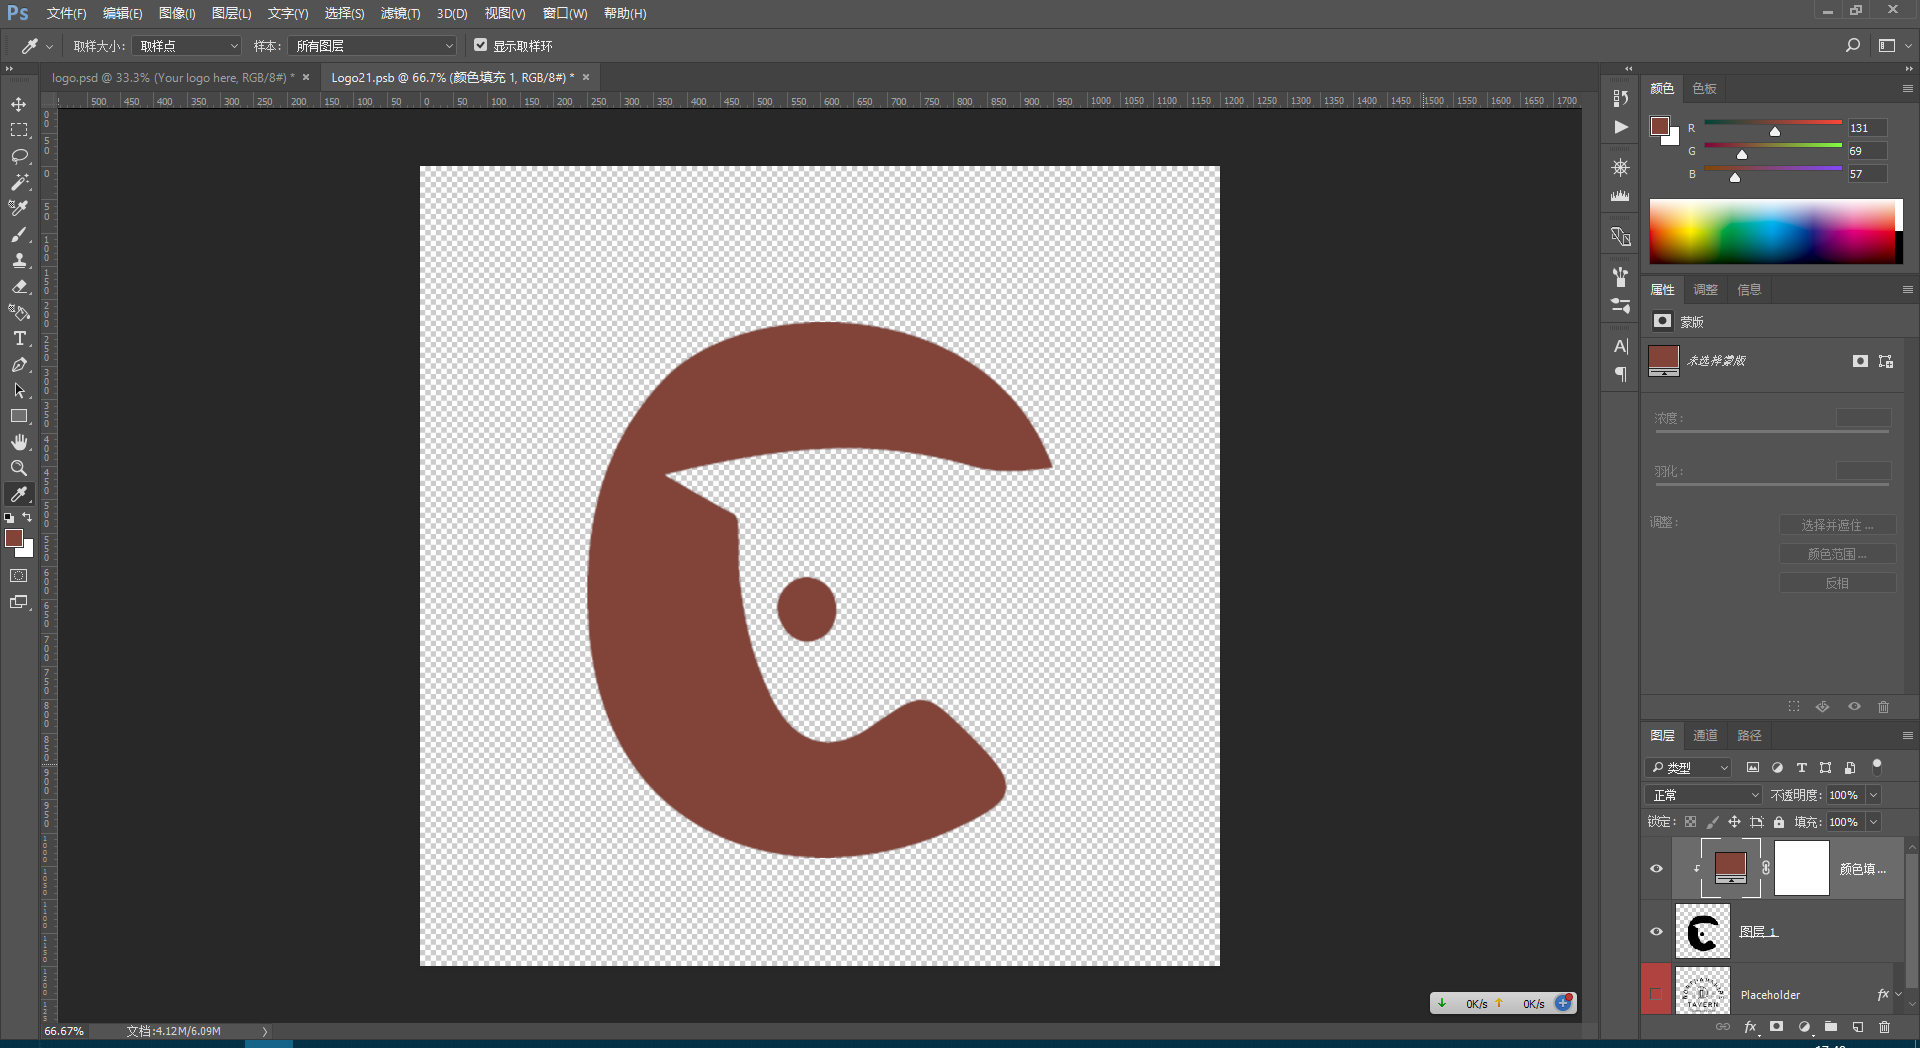 Ps 文件(F) 编辑(E) 图像(I) 图层(L) 文字(Y) 选择(S) 滤镜(T) 3D(D) 视图(V) 窗口(W) 帮助(H)
取样大小: 取样点 样本: 所有图层 显示取样环
logo.psd @ 33.3% (Your logo here, RGB/8#) * × Logo21.psb @ 66.7% (颜色填充 1, RGB/8#) * ×
500 450 400 350 300 250 200 150 100 50 0 50 100 150 200 250 300 350 400 450 500 550 600 650 700 750 800 850 900 950 1000 1050 1100 1150 1200 1250 1300 1350 1400 1450 1500 1550 1600 1650 1700
颜色 色板
R 131
G 69
B 57
属性 调整 信息
蒙版
未选择蒙版
浓度:
羽化:
调整: 选择并遮住 ...
颜色范围 ...
反相
图层 通道 路径
类型
正常 不透明度: 100%
锁定: 填充: 100%
颜色填 ...
图层 1
Placeholder fx
TAVERN
fx
0K/s 0K/s
66.67% 文档:4.12M/6.09M